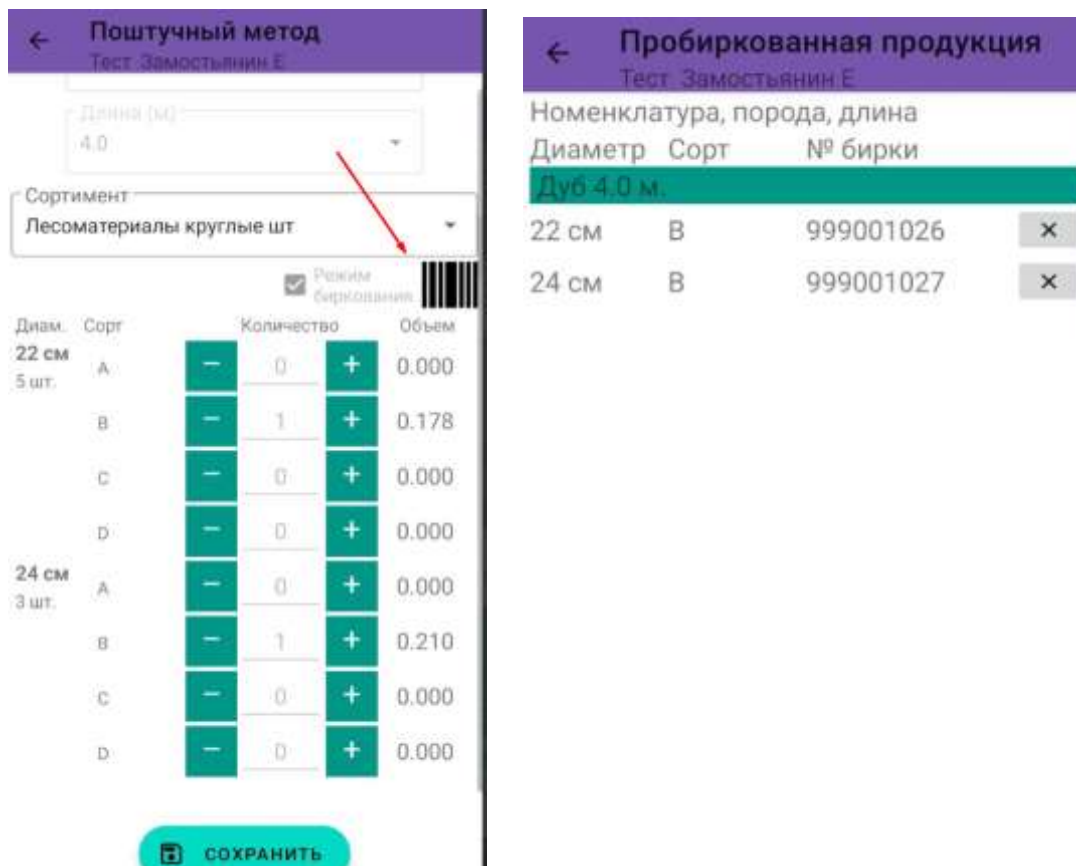 Поштучный метод
Тест Замостьянин Е
Длина (м)
4.0
Сортимент
Лесоматериалы круглые шт
Режим
биркования
Диам. Сорт Количество Объем
22 см A − 0 + 0.000
5 шт.
B − 1 + 0.178
C − 0 + 0.000
D − 0 + 0.000
24 см A − 0 + 0.000
3 шт.
B − 1 + 0.210
C − 0 + 0.000
D − 0 + 0.000
СОХРАНИТЬ
Пробиркованная продукция
Тест Замостьянин Е
Номенклатура, порода, длина
Диаметр Сорт № бирки
Дуб 4.0 м.
22 см B 999001026 ×
24 см B 999001027 ×